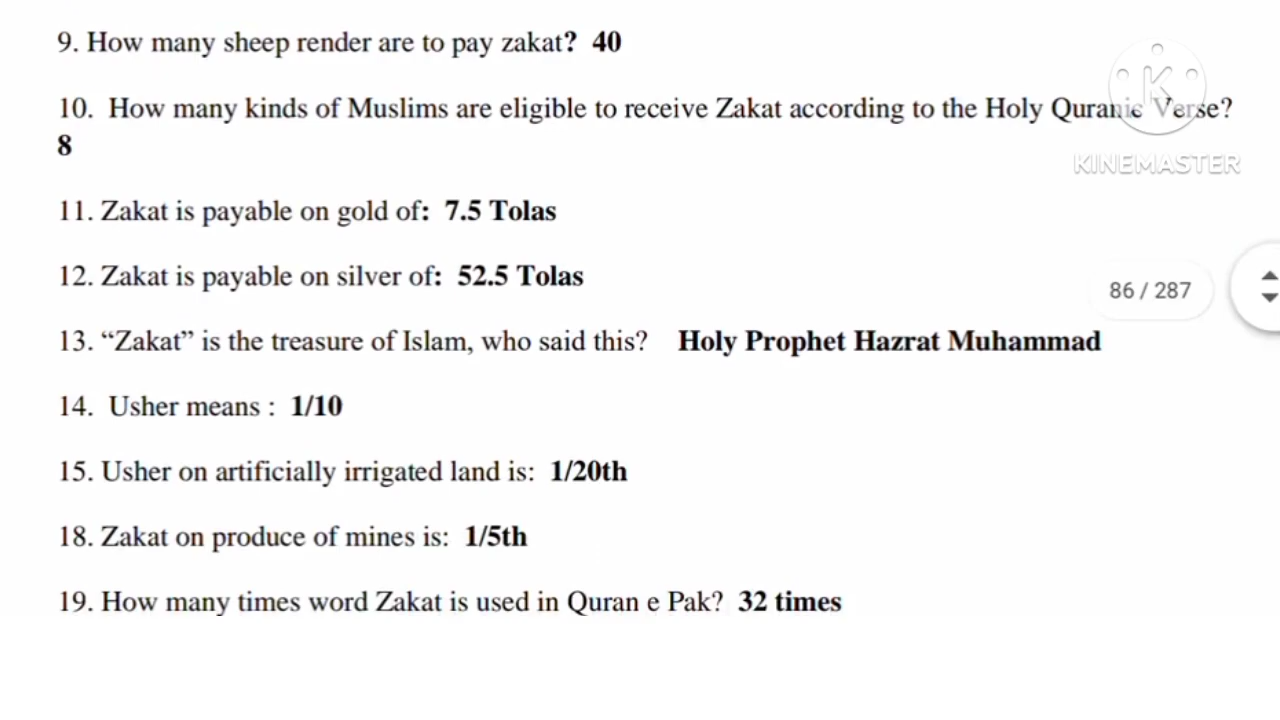 9. How many sheep render are to pay zakat? 40
10. How many kinds of Muslims are eligible to receive Zakat according to the Holy Quranic Verse?
8
11. Zakat is payable on gold of: 7.5 Tolas
12. Zakat is payable on silver of: 52.5 Tolas
13. “Zakat” is the treasure of Islam, who said this? Holy Prophet Hazrat Muhammad
14. Usher means : 1/10
15. Usher on artificially irrigated land is: 1/20th
18. Zakat on produce of mines is: 1/5th
19. How many times word Zakat is used in Quran e Pak? 32 times
K
KINEMASTER
86 / 287